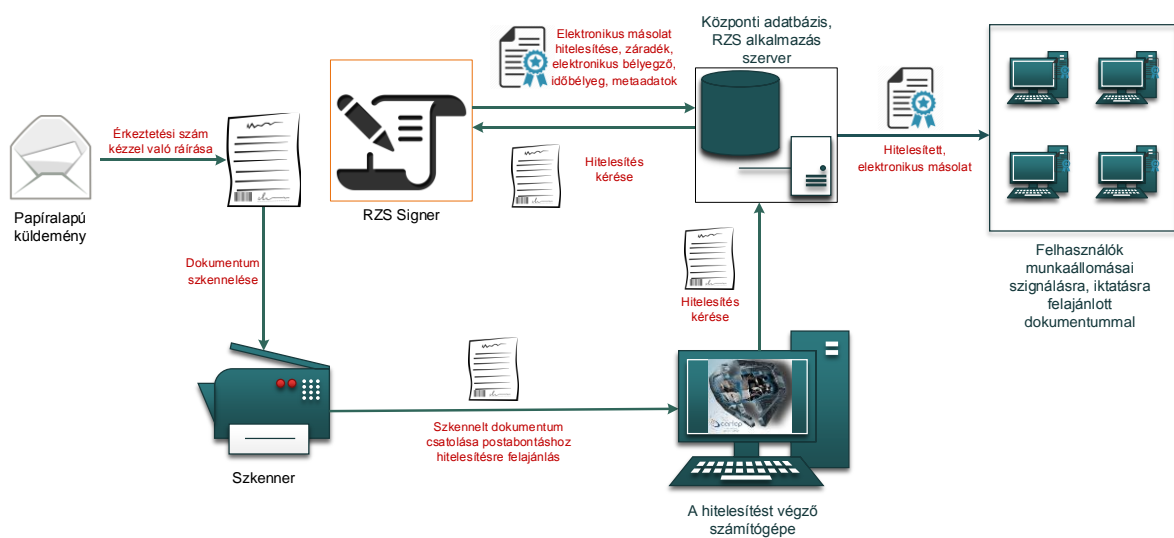 Központi adatbázis,
RZS alkalmazás
szerver
Elektronikus másolat
hitelesítése, záradék,
elektronikus bélyegző,
időbélyeg, metaadatok
Érkeztetési szám
kézzel való ráírása
Hitelesítés
kérése
Hitelesített,
elektronikus másolat
Papíralapú
küldemény
RZS Signer
Felhasználók
munkaállomásai
szignálásra, iktatásra
felajánlott
dokumentummal
Dokumentum
szkennelése
Hitelesítés
kérése
Szkennelt dokumentum
csatolása postabontáshoz
hitelesítésre felajánlás
Szkenner
A hitelesítést végző
számítógépe